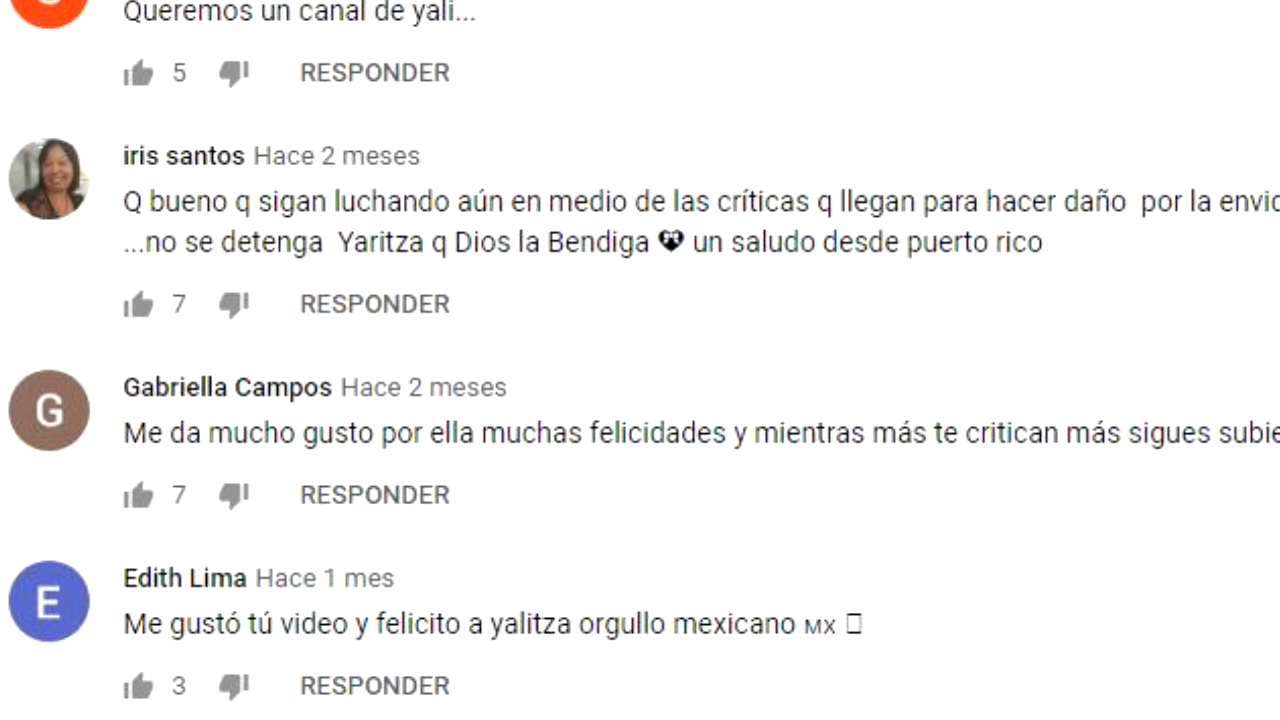 Queremos un canal de yali...
5 RESPONDER
iris santos Hace 2 meses
Q bueno q sigan luchando aún en medio de las críticas q llegan para hacer daño por la
...no se detenga Yaritza q Dios la Bendiga 💓 un saludo desde puerto rico
7 RESPONDER
G
Gabriella Campos Hace 2 meses
Me da mucho gusto por ella muchas felicidades y mientras más te critican más sigues
7 RESPONDER
E
Edith Lima Hace 1 mes
Me gustó tú video y felicito a yalitza orgullo mexicano MX
3 RESPONDER